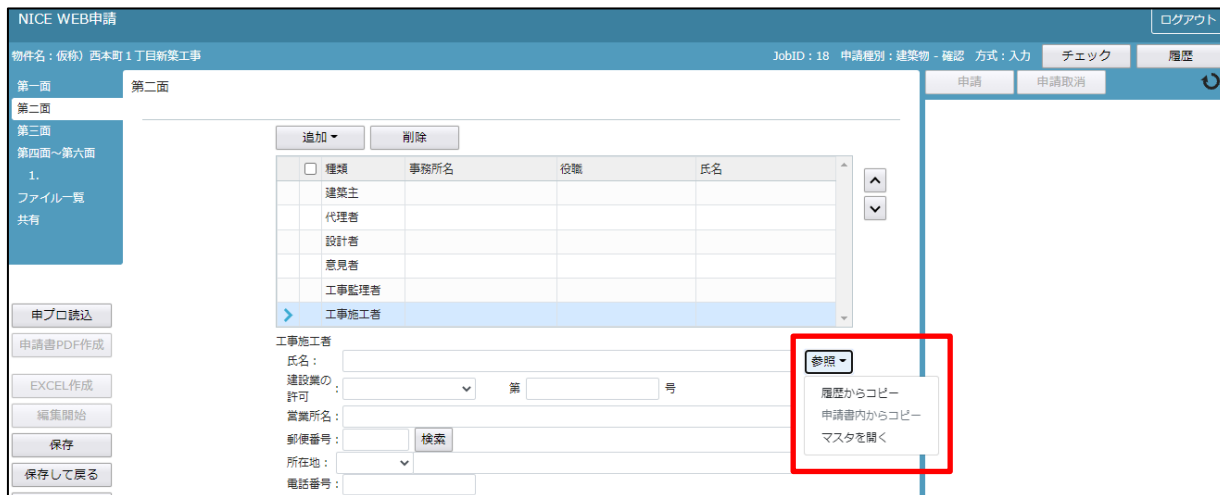 NICE WEB申請
ログアウト
物件名：仮称）西本町１丁目新築工事
JobID：18 申請種別：建築物 - 確認 方式：入力 チェック 履歴
第一面
第二面
第三面
第四面～第六面
1.
ファイル一覧
共有
第二面
申請 申請取消
追加 削除
種類 事務所名 役職 氏名
建築主
代理者
設計者
意見者
工事監理者
工事施工者
申プロ読込
申請書PDF作成
EXCEL作成
編集開始
保存
保存して戻る
工事施工者
氏名：
参照
建設業の許可： 第 号
営業所名：
郵便番号： 検索
所在地：
電話番号：
履歴からコピー
申請書内からコピー
マスタを開く